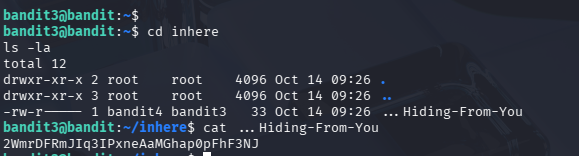 bandit3@bandit:~$
bandit3@bandit:~$ cd inhere
ls -la
total 12
drwxr-xr-x 2 root    root    4096 Oct 14 09:26 .
drwxr-xr-x 3 root    root    4096 Oct 14 09:26 ..
-rw-r----- 1 bandit4 bandit3   33 Oct 14 09:26 ...Hiding-From-You
bandit3@bandit:~/inhere$ cat ...Hiding-From-You
2WmrDFRmJIq3IPxneAaMGhap0pFhF3NJ